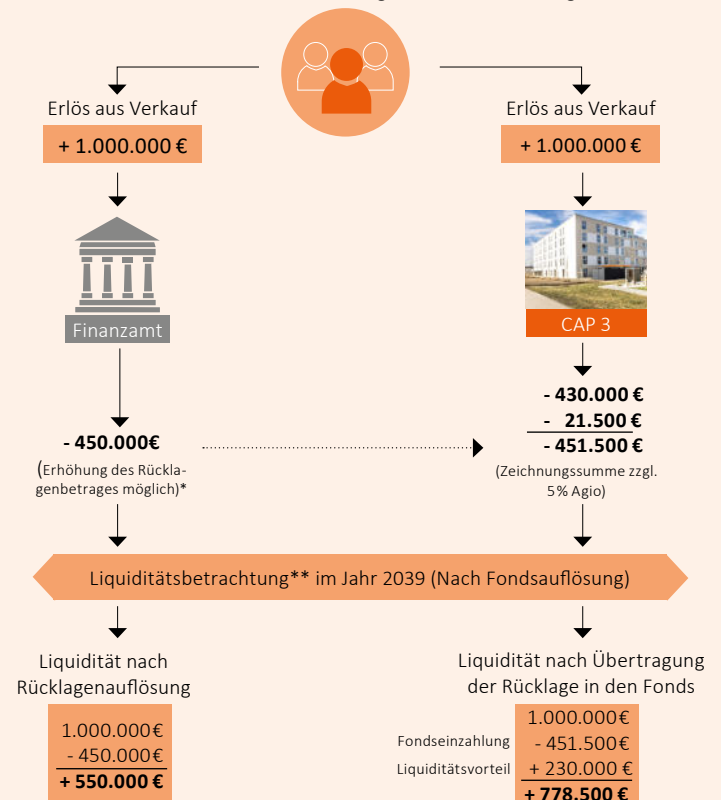 Erlös aus Verkauf
+ 1.000.000 €
Finanzamt
- 450.000€
(Erhöhung des Rückla-
genbetrages möglich)*
Erlös aus Verkauf
+ 1.000.000 €
CAP 3
- 430.000 €
- 21.500 €
- 451.500 €
(Zeichnungssumme zzgl.
5% Agio)
Liquiditätsbetrachtung** im Jahr 2039 (Nach Fondsauflösung)
Liquidität nach
Rücklagenauflösung
1.000.000 €
- 450.000 €
+ 550.000 €
Liquidität nach Übertragung
der Rücklage in den Fonds
1.000.000 €
Fondseinzahlung - 451.500 €
Liquiditätsvorteil + 230.000 €
+ 778.500 €